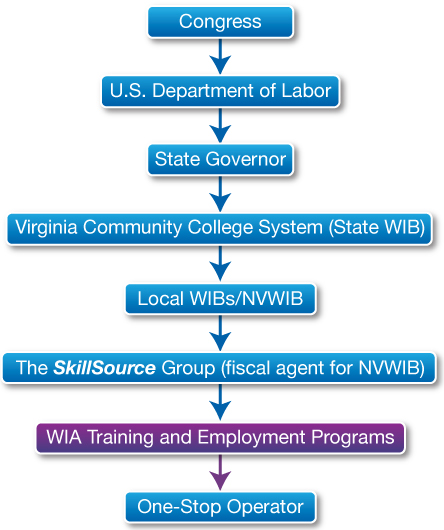 Congress
U.S. Department of Labor
State Governor
Virginia Community College System (State WIB)
Local WIBs/NVWIB
The SkillSource Group (fiscal agent for NVWIB)
WIA Training and Employment Programs
One-Stop Operator